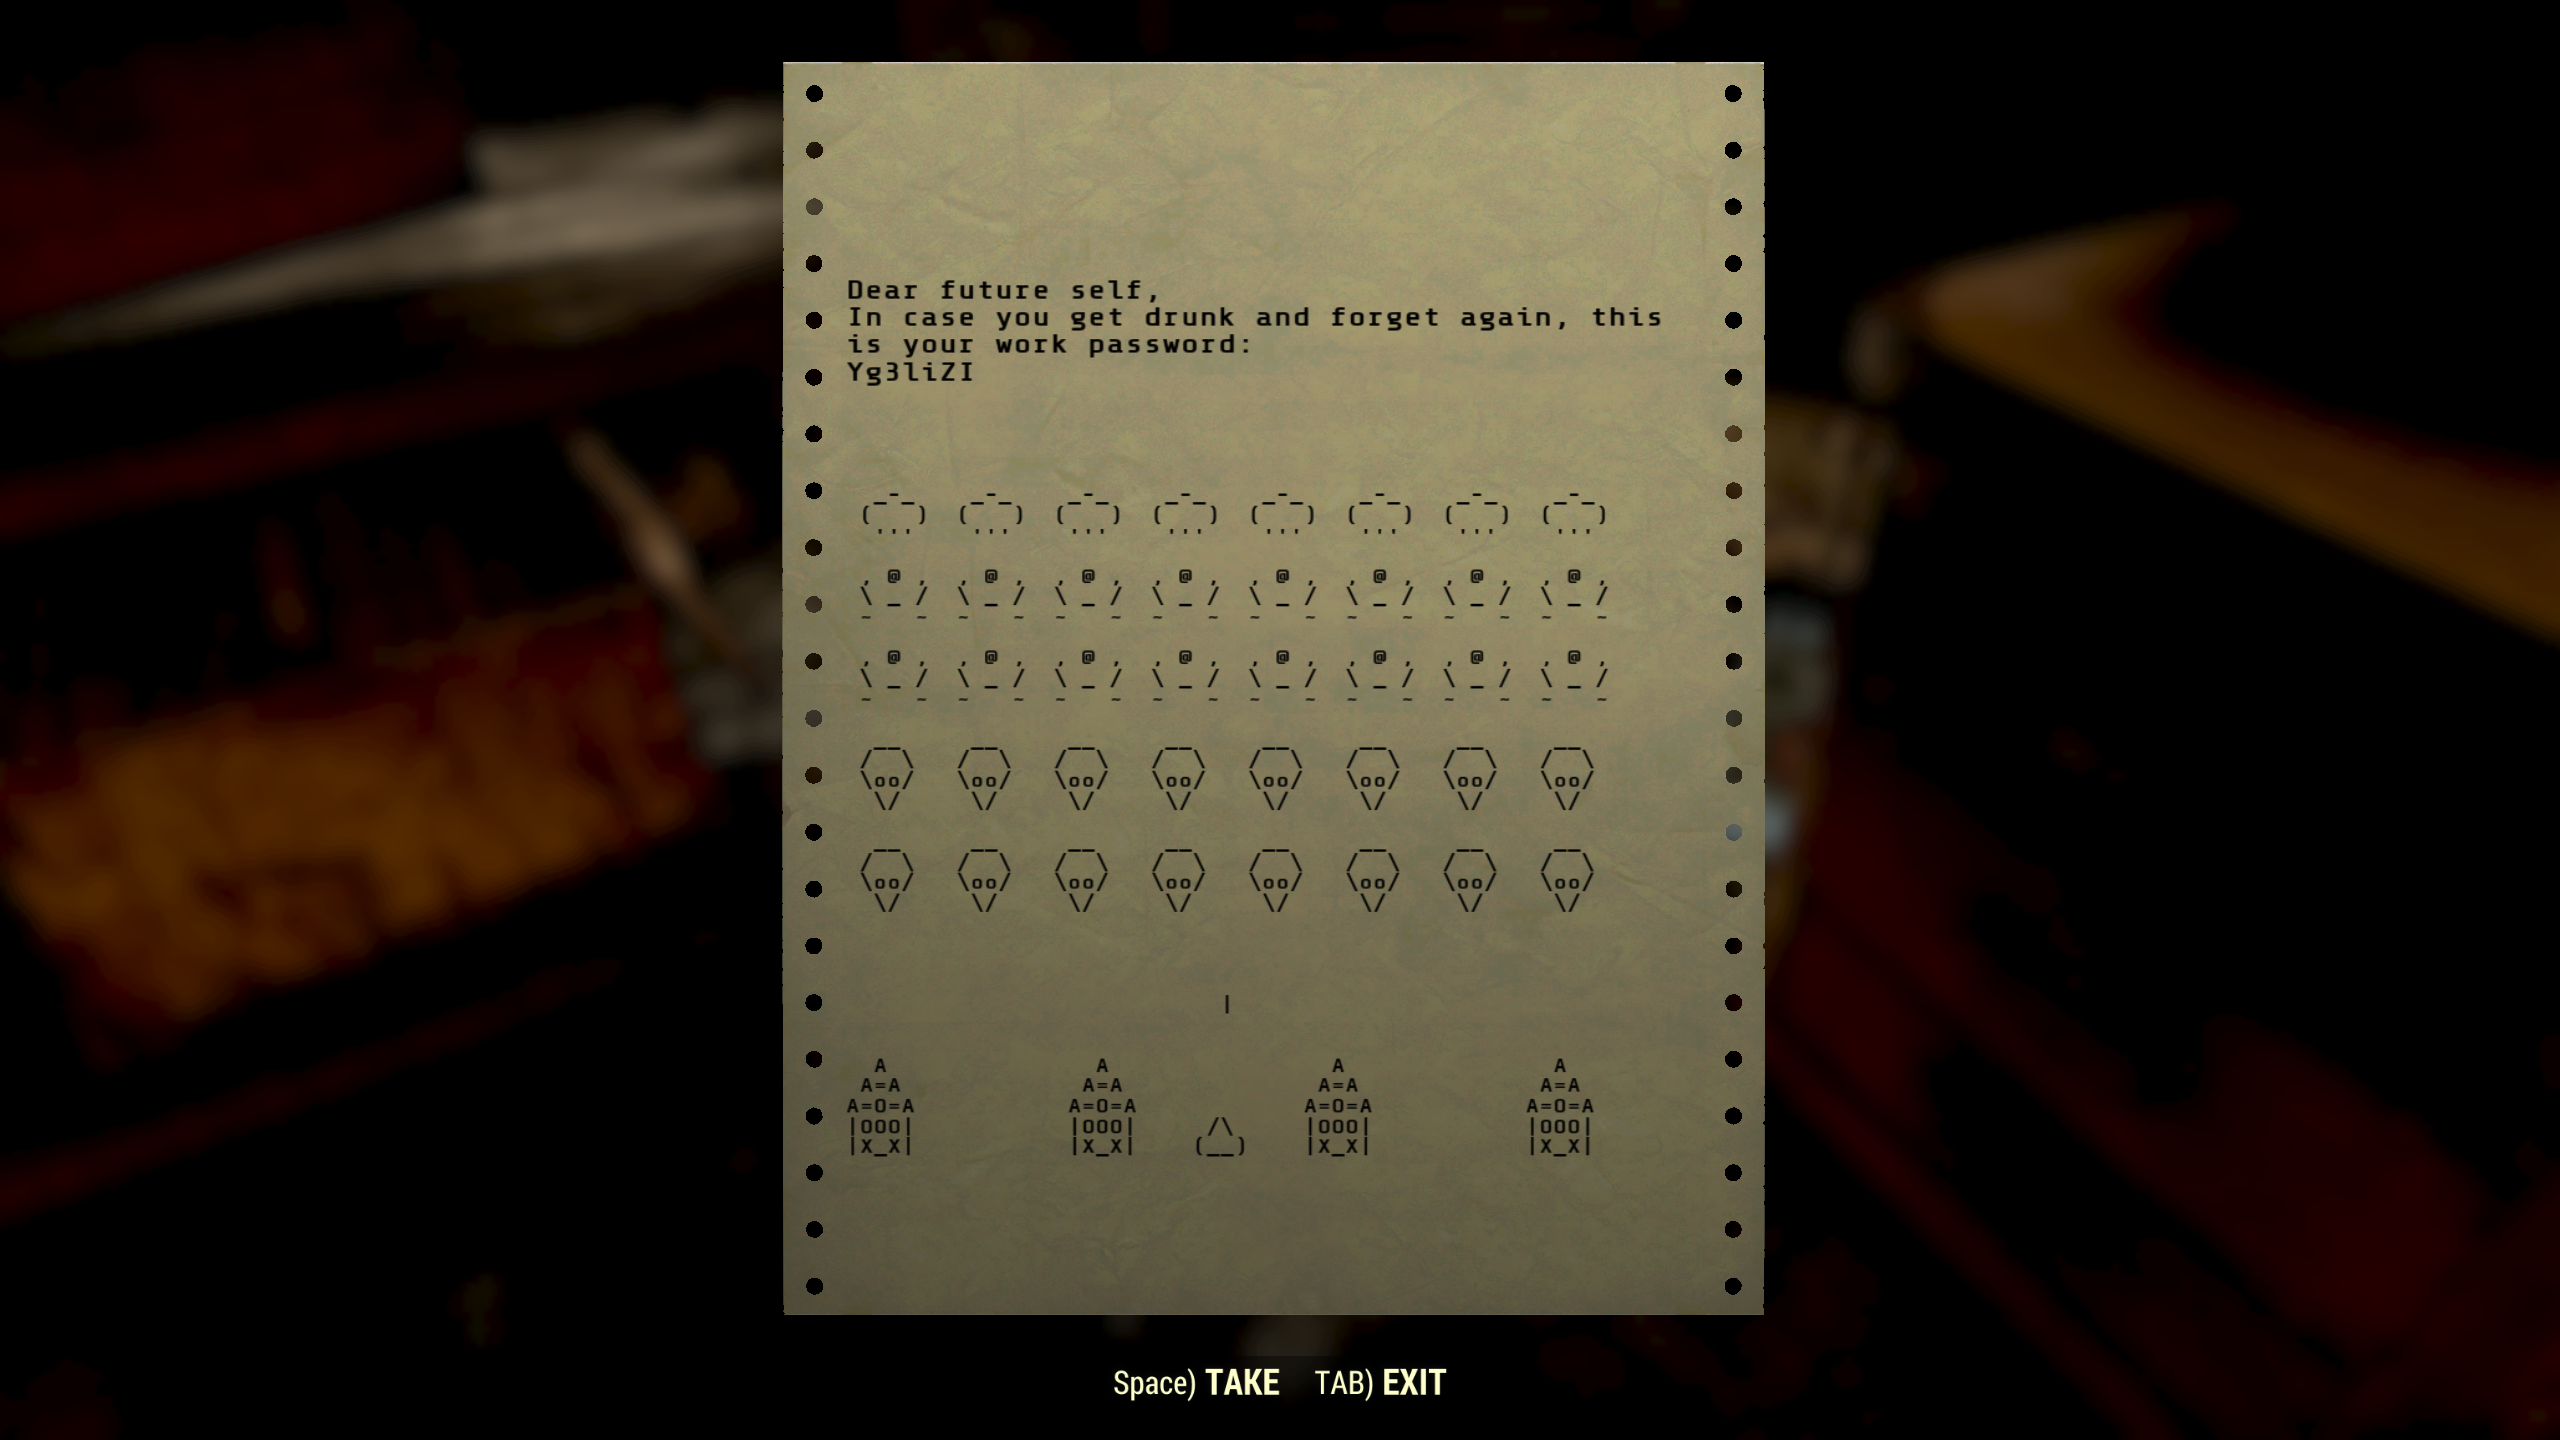 Dear future self,
In case you get drunk and forget again, this
is your work password:
Yg3liZI
Space) TAKE TAB) EXIT